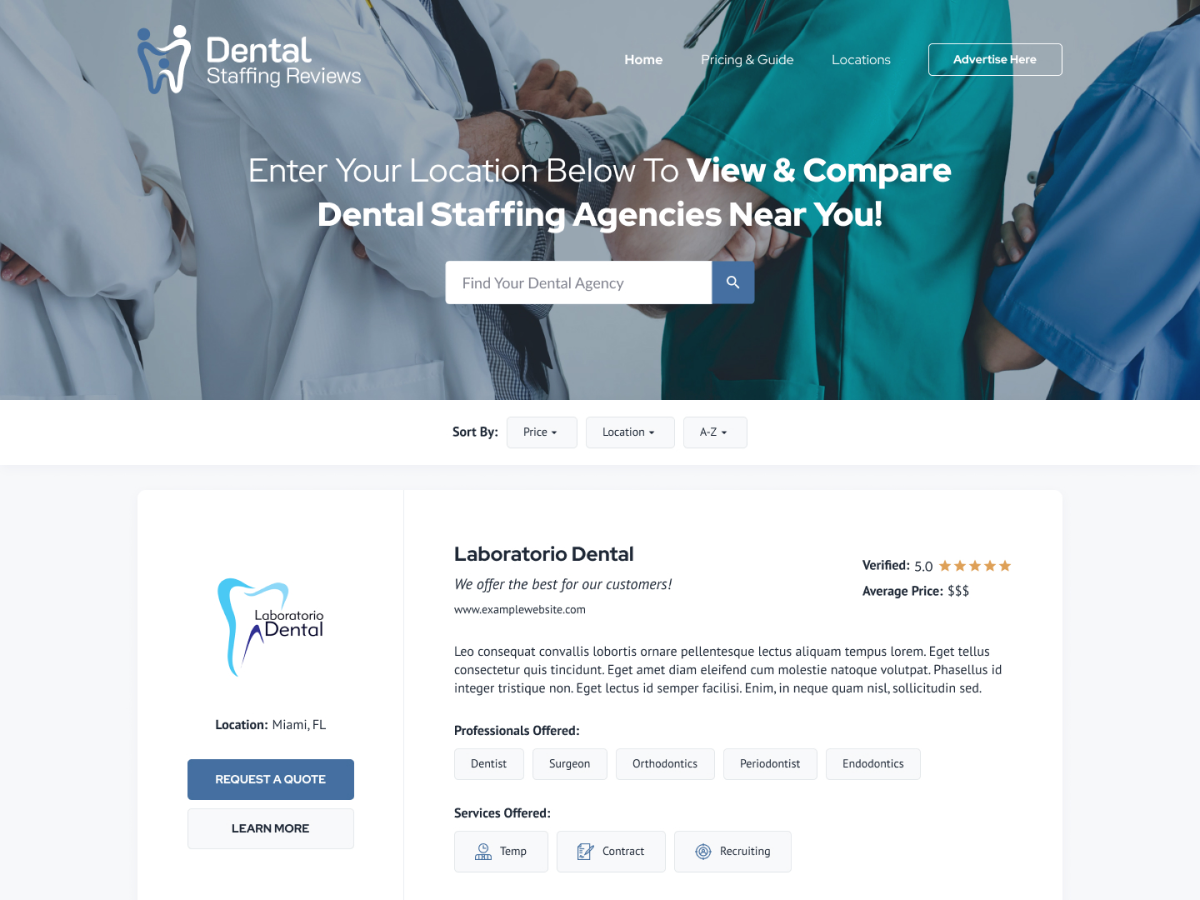 Dental
Staffing Reviews
Home
Pricing & Guide
Locations
Advertise Here
Enter Your Location Below To View & Compare
Dental Staffing Agencies Near You!
Find Your Dental Agency
Sort By:
Price
Location
A-Z
Laboratorio
Dental
Location: Miami, FL
REQUEST A QUOTE
LEARN MORE
Laboratorio Dental
We offer the best for our customers!
www.examplewebsite.com
Verified: 5.0
Average Price: $$$
Leo consequat convallis lobortis ornare pellentesque lectus aliquam tempus lorem. Eget tellus
consectetur quis tincidunt. Eget amet diam eleifend cum molestie natoque volutpat. Phasellus id
integer tristique non. Eget lectus id semper facilisi. Enim, in neque quam nisl, sollicitudin sed.
Professionals Offered:
Dentist
Surgeon
Orthodontics
Periodontist
Endodontics
Services Offered:
Temp
Contract
Recruiting